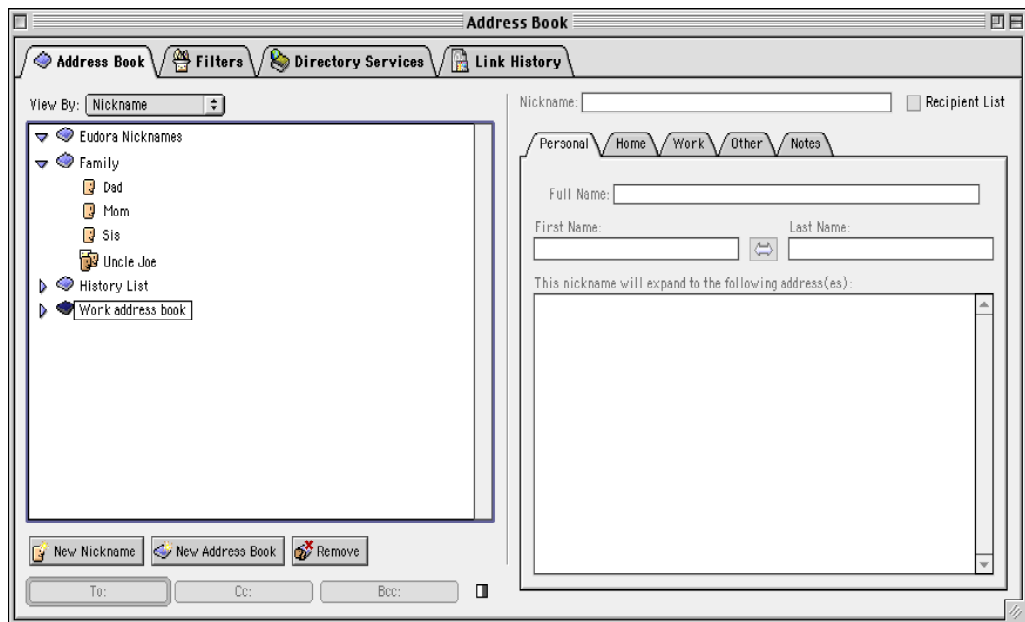 Address Book
Address Book Filters Directory Services Link History
View By: Nickname
Eudora Nicknames
Family
Dad
Mom
Sis
Uncle Joe
History List
Work address book
New Nickname New Address Book Remove
To: Cc: Bcc:
Nickname: Recipient List
Personal Home Work Other Notes
Full Name:
First Name: Last Name:
This nickname will expand to the following address(es):